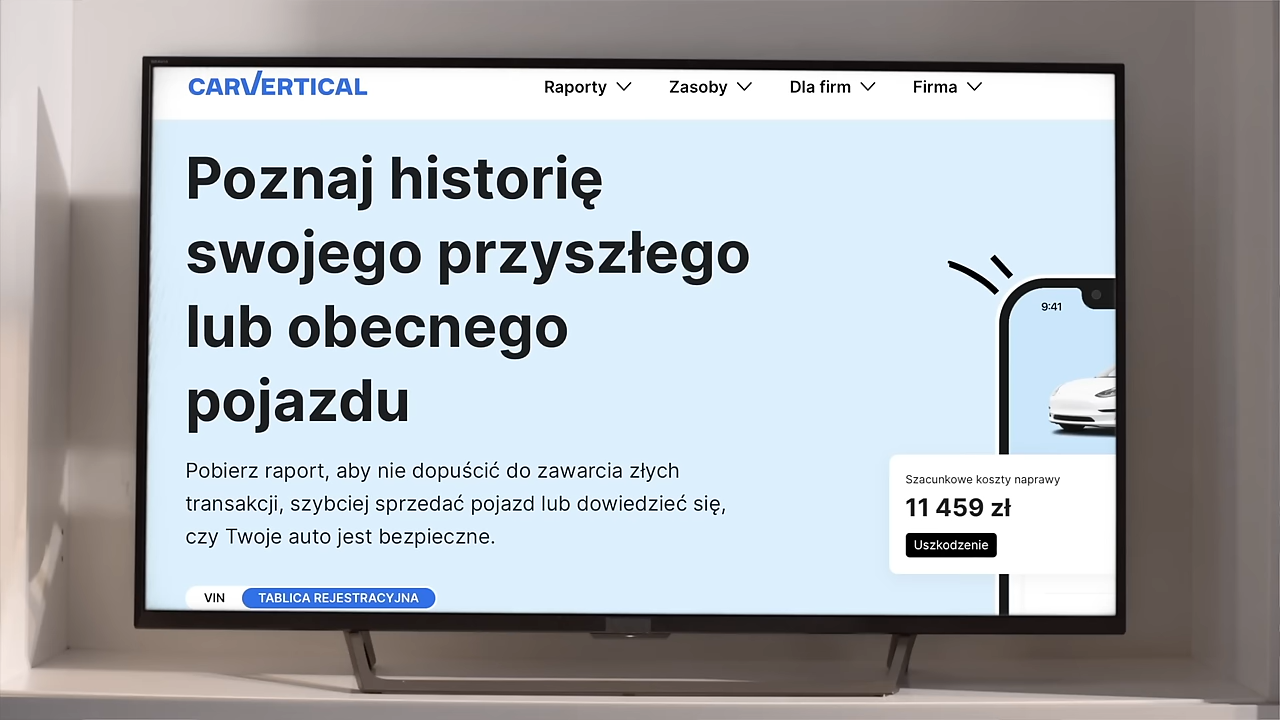 CARVERTICAL
Raporty
Zasoby
Dla firm
Firma
Poznaj historię
swojego przyszłego
lub obecnego
pojazdu
Pobierz raport, aby nie dopuścić do zawarcia złych
transakcji, szybciej sprzedać pojazd lub dowiedzieć się,
czy Twoje auto jest bezpieczne.
VIN
TABLICA REJESTRACYJNA
9:41
Szacunkowe koszty naprawy
11 459 zł
Uszkodzenie